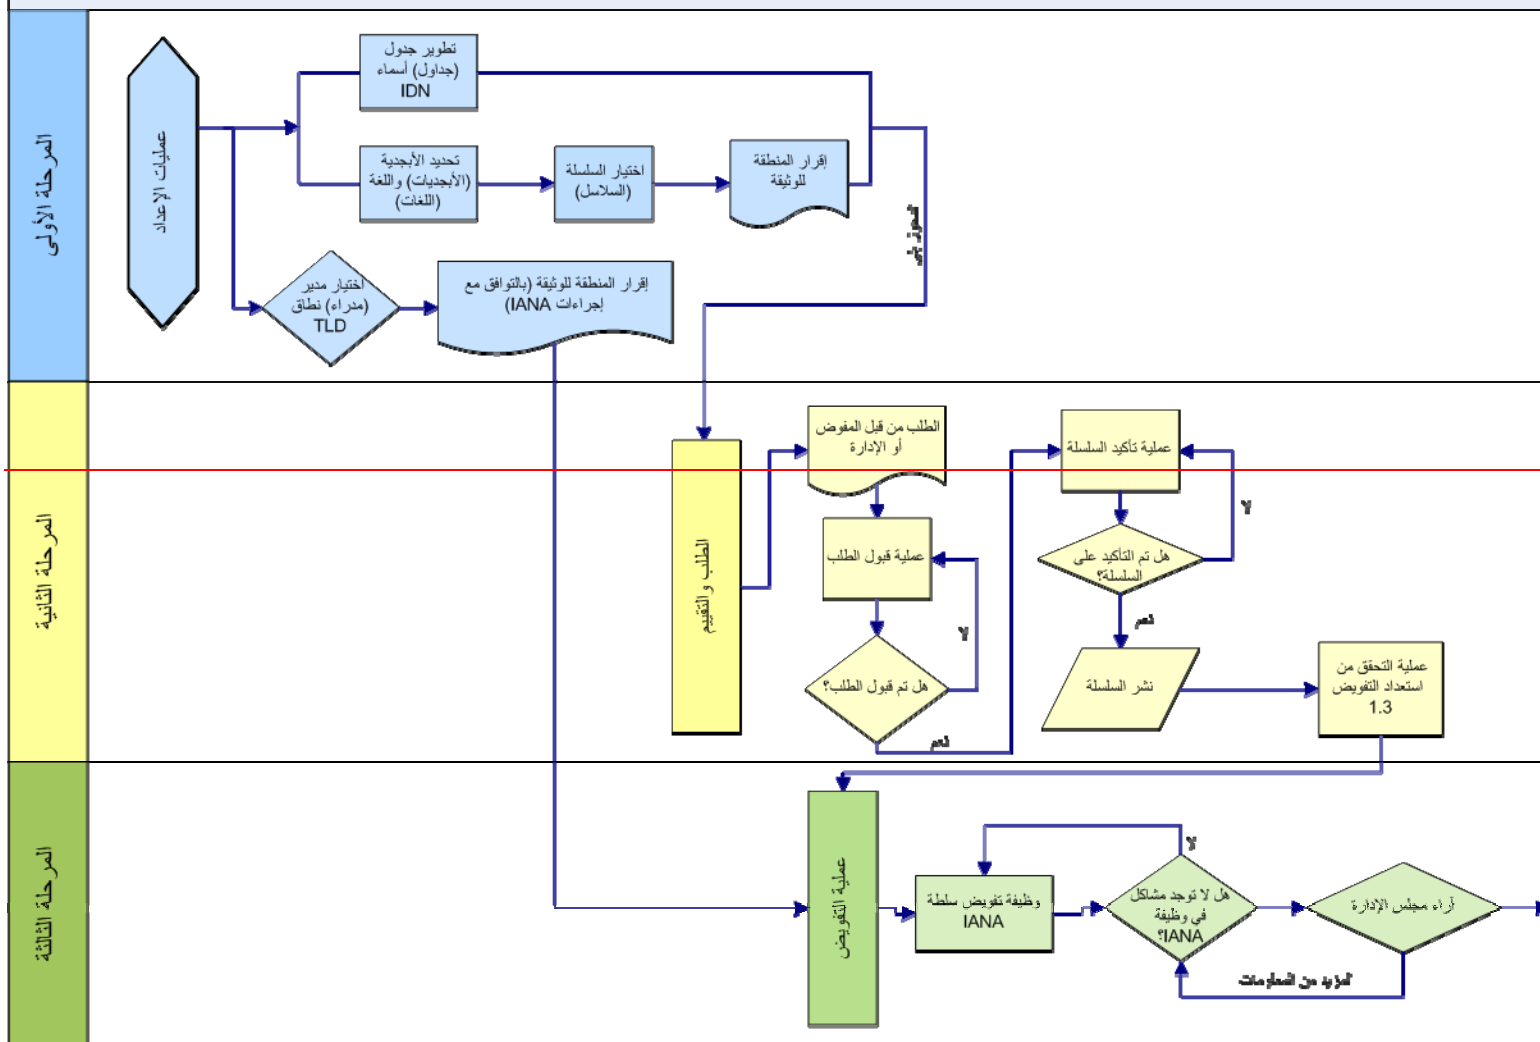 المرحلة الأولى
عمليات الإعداد
تطوير جدول
(جداول) أسماء
IDN
تحديد الأبجدية
(الأبجديات) واللغة
(اللغات)
اختيار السلسلة
(السلاسل)
إقرار المنطقة
للوثيقة
اختيار مدير
(مدراء) نطاق
TLD
إقرار المنطقة للوثيقة (بالتوافق مع
إجراءات IANA)
المرحلة الثانية
الطلب والتقييم
الطلب من قبل المفوض
أو الإدارة
عملية قبول الطلب
لا
هل تم قبول الطلب؟
نعم
عملية تأكيد السلسلة
لا
هل تم التأكيد على
السلسلة؟
نعم
نشر السلسلة
عملية التحقق من
استعداد التفويض
1.3
المرحلة الثالثة
عملية التفويض
وظيفة تفويض سلطة
IANA
لا
هل لا توجد مشاكل
في وظيفة
IANA؟
أراء مجلس الإدارة
المزيد من المعلومات